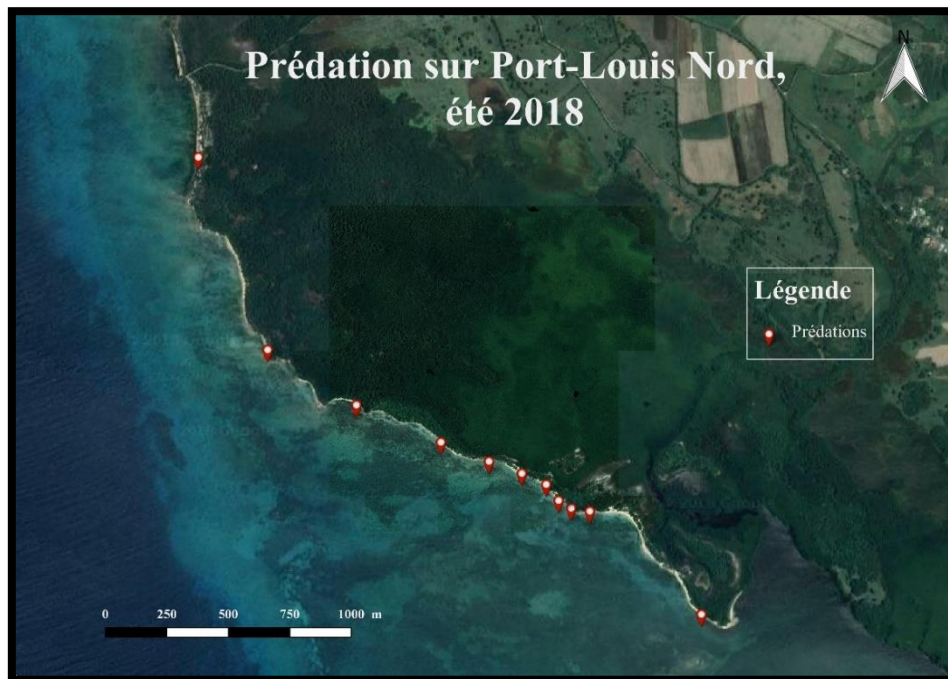 Prédation sur Port-Louis Nord,
été 2018
N
Légende
Prédations
0 250 500 750 1000 m